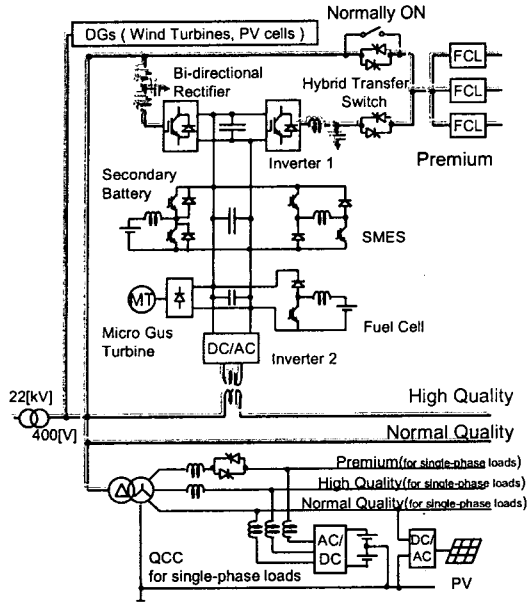 Normally ON
DGs ( Wind Turbines, PV cells )
FCL
Bi-directional
Rectifier
Hybrid Transfer
Switch
FCL
FCL
Inverter 1
Premium
Secondary
Battery
SMES
MT
Micro Gus
Turbine
Fuel Cell
DC/AC
Inverter 2
22[kV]
High Quality
400[V]
Normal Quality
Premium(for single-phase loads)
High Quality(for single-phase loads)
Normal Quality(for single-phase loads)
Δ
AC/
DC
DC/
AC
QCC
for single-phase loads
PV